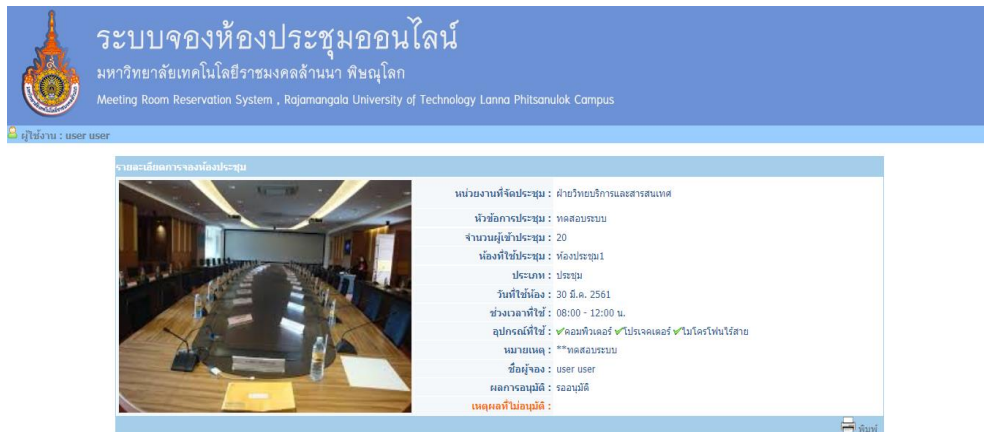 ระบบจองห้องประชุมออนไลน์
มหาวิทยาลัยเทคโนโลยีราชมงคลล้านนา พิษณุโลก
Meeting Room Reservation System , Rajamangala University of Technology Lanna Phitsanulok Campus
ผู้ใช้งาน : user user
รายละเอียดการจองห้องประชุม
หน่วยงานที่จัดประชุม : ฝ่ายวิทยบริการและสารสนเทศ
หัวข้อการประชุม : ทดสอบระบบ
จำนวนผู้เข้าประชุม : 20
ห้องที่ใช้ประชุม : ห้องประชุม1
ประเภท : ประชุม
วันที่ใช้ห้อง : 30 มี.ค. 2561
ช่วงเวลาที่ใช้ : 08:00 - 12:00 น.
อุปกรณ์ที่ใช้ : ✓คอมพิวเตอร์ ✓โปรเจคเตอร์ ✓ไมโครโฟนไร้สาย
หมายเหตุ : **ทดสอบระบบ
ชื่อผู้จอง : user user
ผลการอนุมัติ : รออนุมัติ
เหตุผลที่ไม่อนุมัติ :
พิมพ์